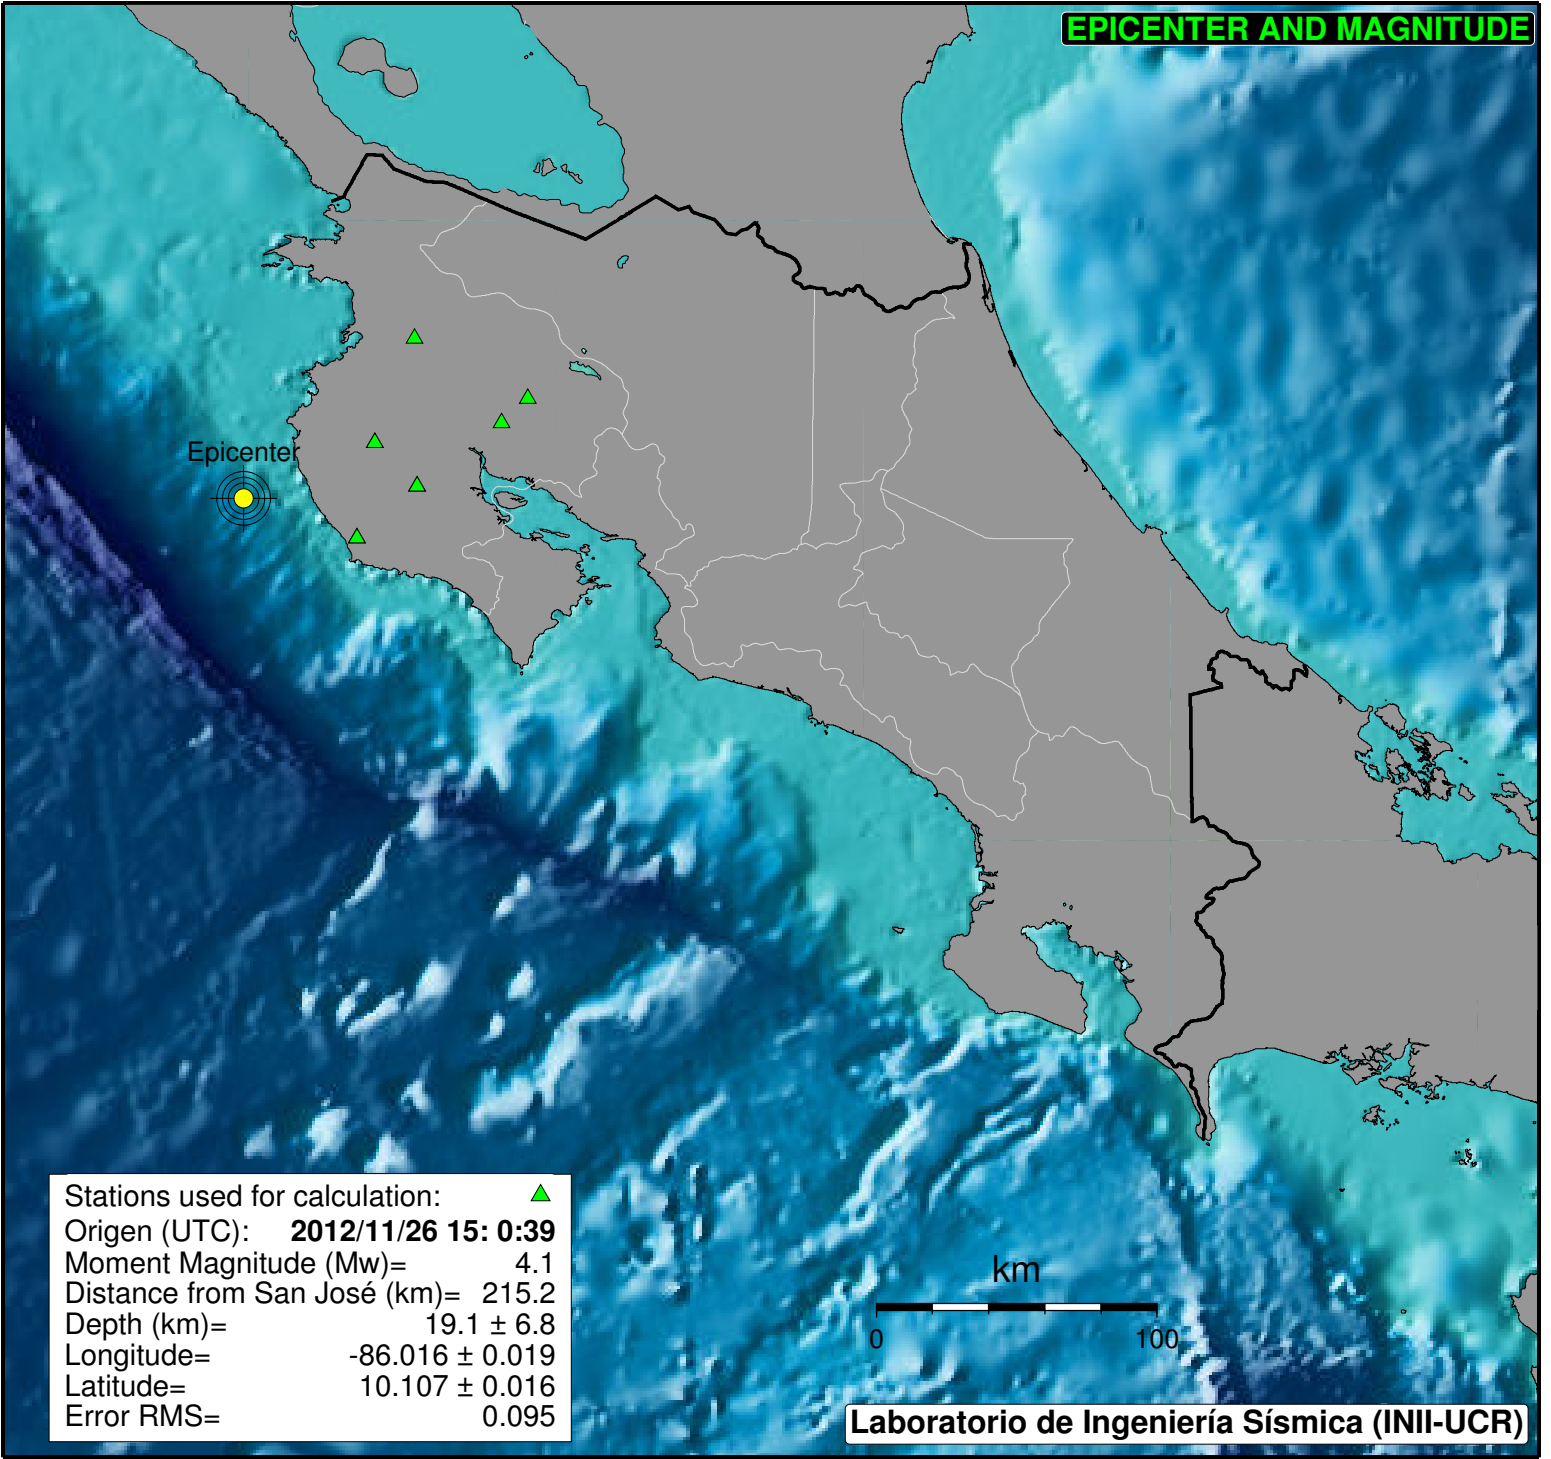 EPICENTER AND MAGNITUDE
Epicenter
Stations used for calculation:
Origen (UTC): 2012/11/26 15: 0:39
Moment Magnitude (Mw)= 4.1
Distance from San José (km)= 215.2
Depth (km)= 19.1 ± 6.8
Longitude= -86.016 ± 0.019
Latitude= 10.107 ± 0.016
Error RMS= 0.095
km
0 100
Laboratorio de Ingeniería Sísmica (INII-UCR)